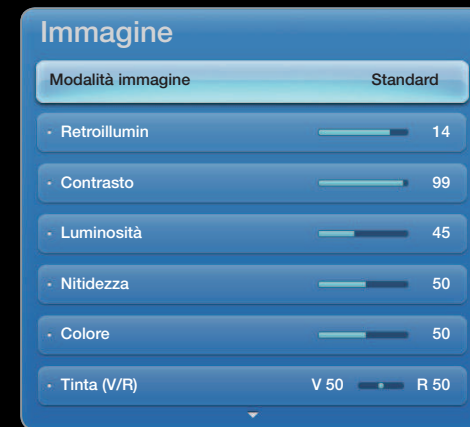 Immagine
Modalità immagine Standard
· Retroillumin 14
· Contrasto 99
· Luminosità 45
· Nitidezza 50
· Colore 50
· Tinta (V/R) V 50 R 50